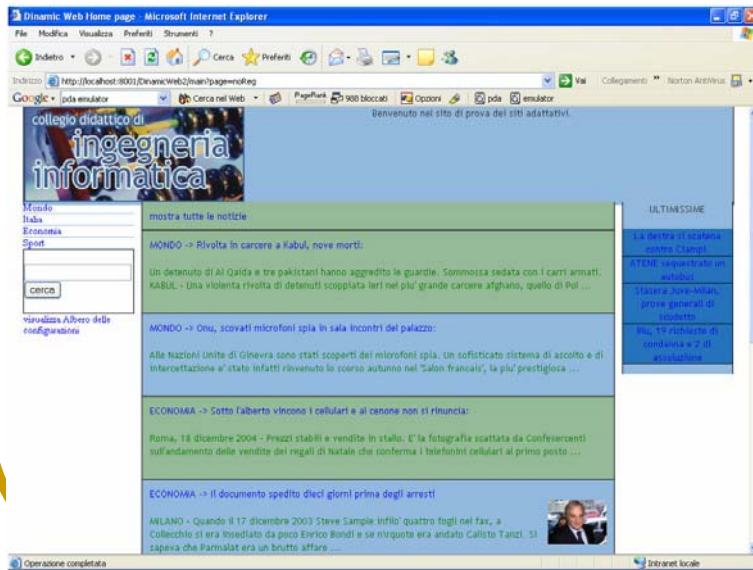 Dinamic Web Home page - Microsoft Internet Explorer
File Modifica Visualizza Preferiti Strumenti ?
Indietro Cerca Preferiti
Indirizzo http://localhost:8001/DinamicWeb2/main?page=noReg Vai Collegamenti » Norton AntiVirus
Google pda emulator Cerca nel Web PageRank 988 bloccati Opzioni pda emulator
collegio didattico di
ingegneria
informatica
Benvenuto nel sito di prova dei siti adattativi.
Mondo
Italia
Economia
Sport
cerca
visualizza Albero delle
configurazioni
mostra tutte le notizie
MONDO -> Rivolta in carcere a Kabul, nove morti:
Un detenuto di Al Qaida e tre pakistani hanno aggredito le guardie. Sommossa sedata con i carri armati.
KABUL - Una violenta rivolta di detenuti scoppiata ieri nel piu' grande carcere afghano, quello di Pol ...
MONDO -> Onu, scovati microfoni spia in sala incontri del palazzo:
Alle Nazioni Unite di Ginevra sono stati scoperti dei microfoni spia. Un sofisticato sistema di ascolto e di
intercettazione e' stato infatti rinvenuto lo scorso autunno nel 'Salon francais', la piu' prestigiosa ...
ECONOMIA -> Sotto l'alberto vincono i cellulari e al cenone non si rinuncia:
Roma, 18 dicembre 2004 - Prezzi stabili e vendite in stallo. E' la fotografia scattata da Confesercenti
sull'andamento delle vendite dei regali di Natale che conferma i telefonini cellulari al primo posto ...
ECONOMIA -> Il documento spedito dieci giorni prima degli arresti
MILANO - Quando il 17 dicembre 2003 Steve Sample infilo' quattro fogli nel fax, a
Collecchio si era insediato da poco Enrico Bondi e se n'era andato Calisto Tanzi. Si
sapeva che Parmalat era un brutto affare ...
ULTIMISSIME
La destra si scatena
contro Ciampi
ATENE sequestrato un
autobus
Stasera Juve-Milan,
prove generali di
scudetto
19 richieste di
condanna e 2 di
assoluzione
Operazione completata
Intranet locale